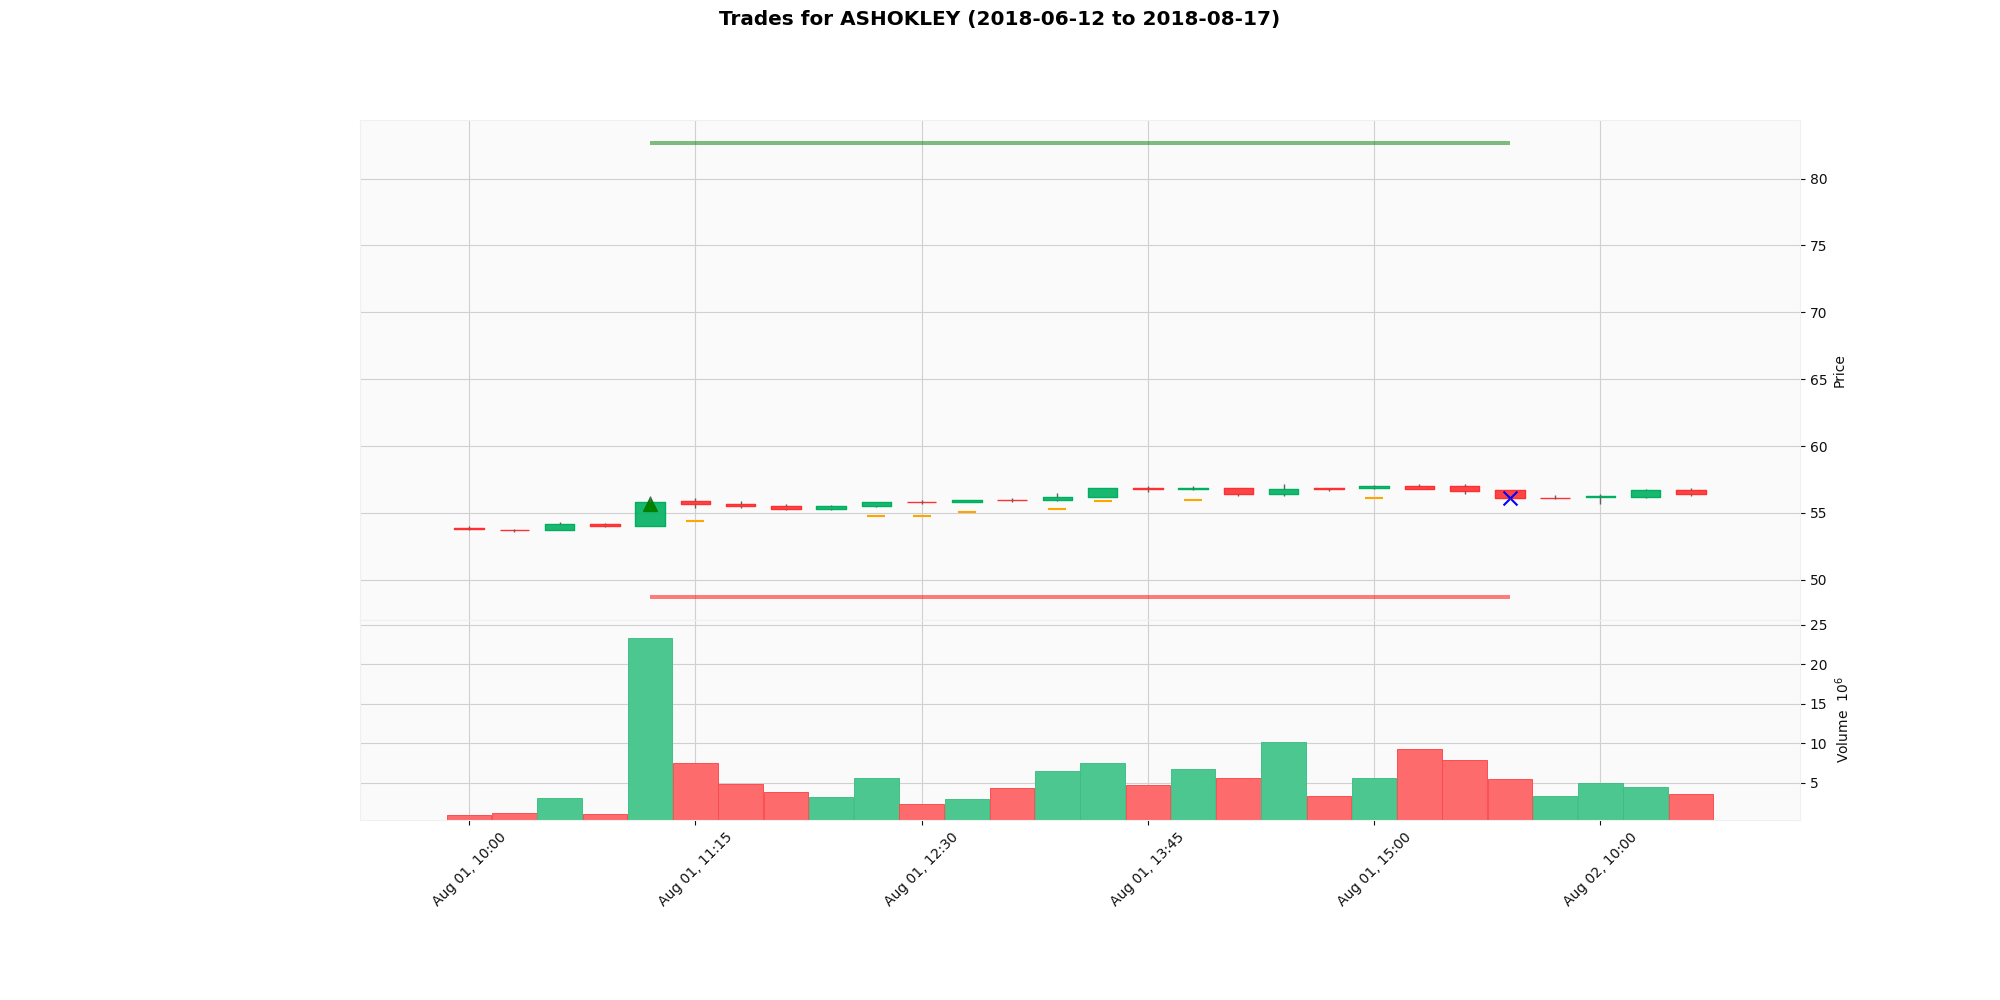 Trades for ASHOKLEY (2018-06-12 to 2018-08-17)
80
75
70
65
60
55
50
Price
25
20
15
10
5
Volume 10^6
Aug 01, 10:00
Aug 01, 11:15
Aug 01, 12:30
Aug 01, 13:45
Aug 01, 15:00
Aug 02, 10:00